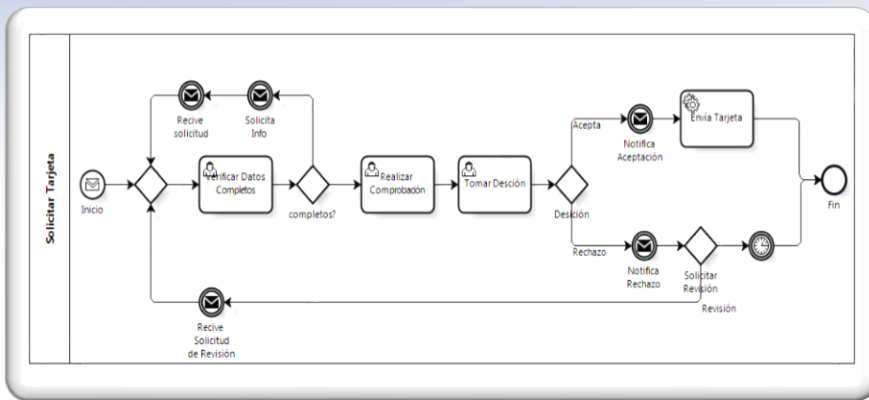 Solicitar Tarjeta
Inicio
Recive
solicitud
Solicita
Info
Verificar Datos
Completos
completos?
Realizar
Comprobación
Tomar Desción
Desición
Acepta
Notifica
Aceptación
Envía Tarjeta
Rechazo
Notifica
Rechazo
Solicitar
Revisión
Revisión
Fin
Recive
Solicitud
de Revisión